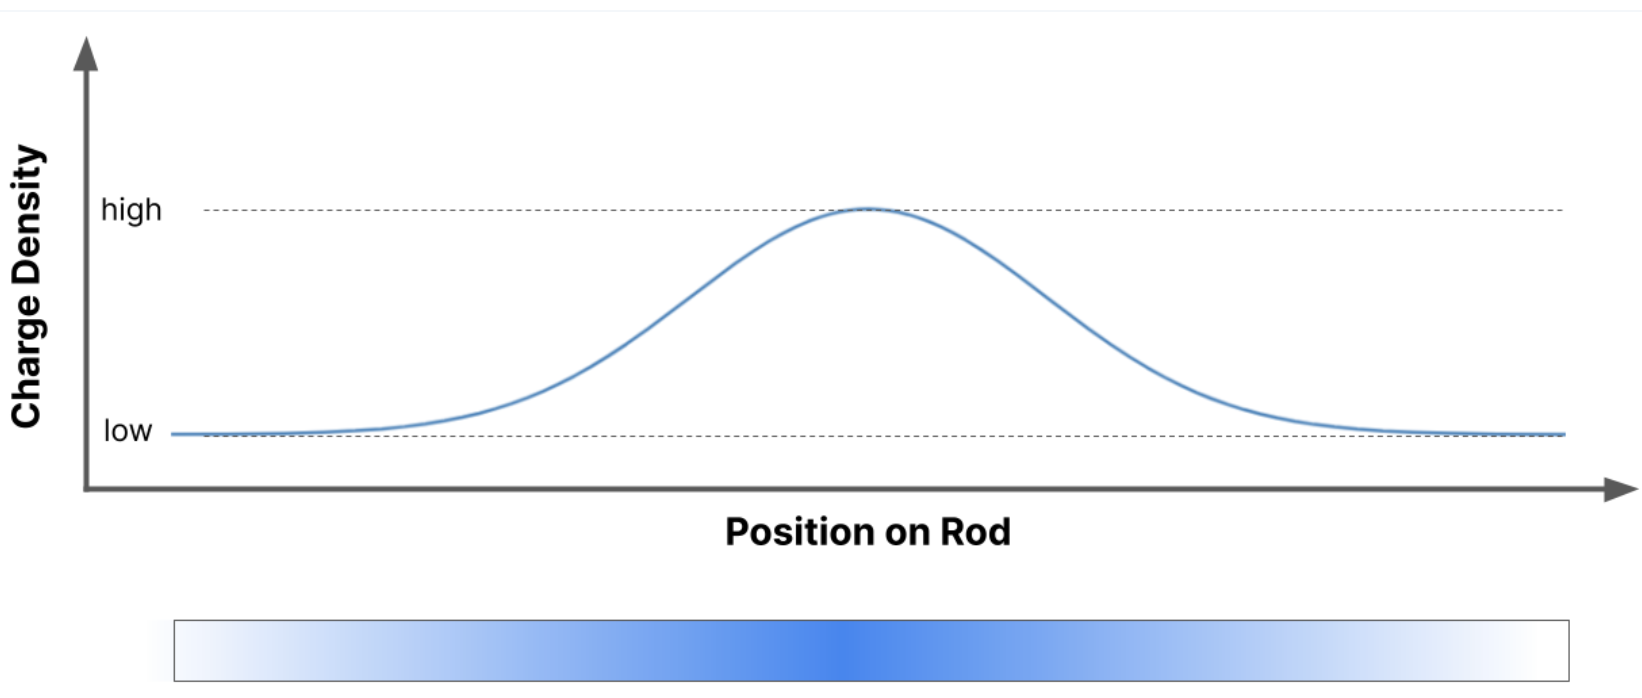 Charge Density
high
low
Position on Rod